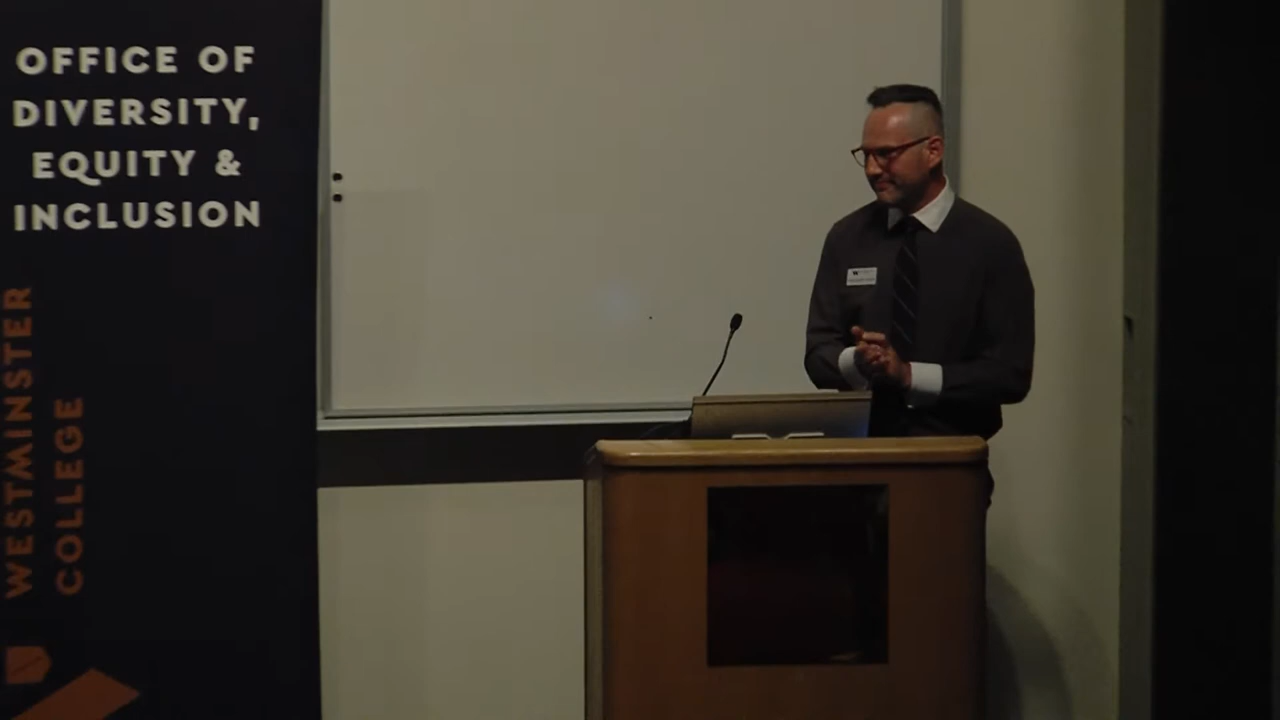 OFFICE OF
DIVERSITY,
EQUITY &
INCLUSION
WESTMINSTER
COLLEGE